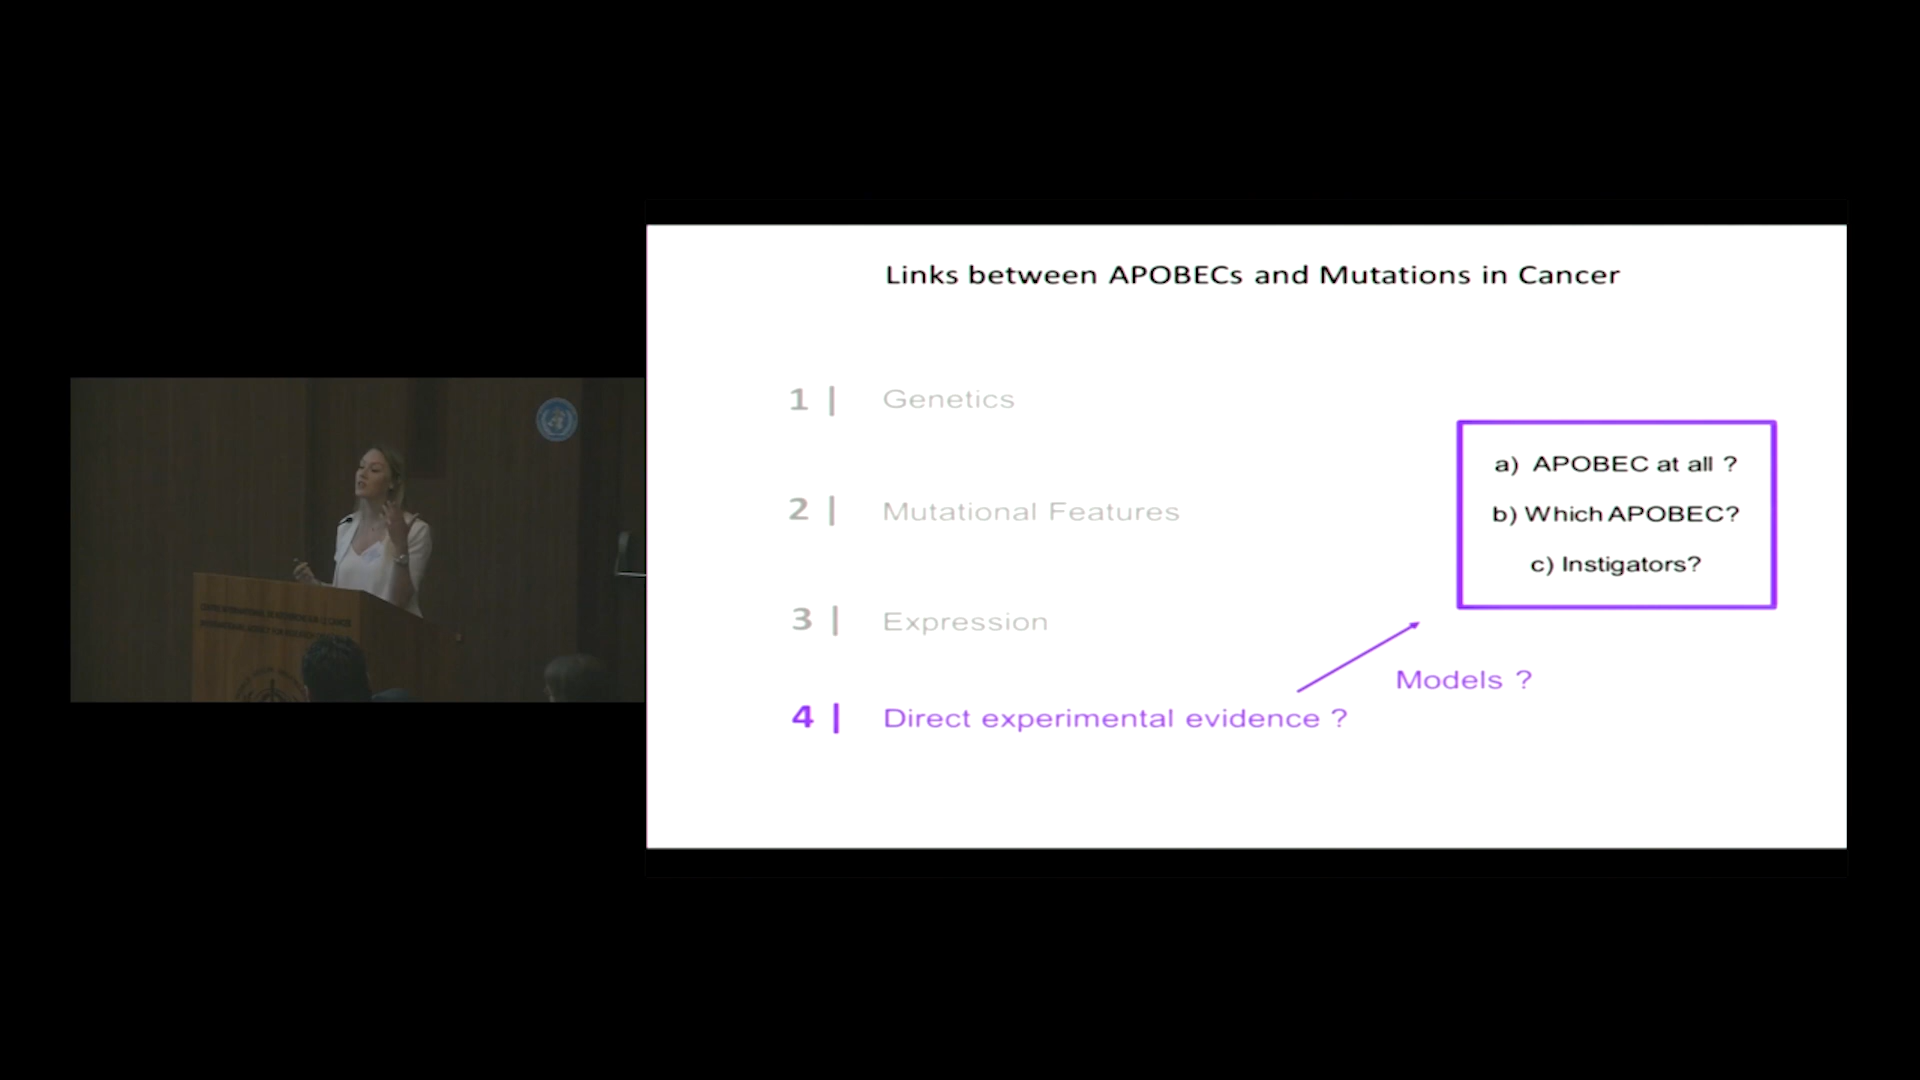 Links between APOBECs and Mutations in Cancer
1 | Genetics
2 | Mutational Features
3 | Expression
4 | Direct experimental evidence ?
a) APOBEC at all ?
b) Which APOBEC?
c) Instigators?
Models ?